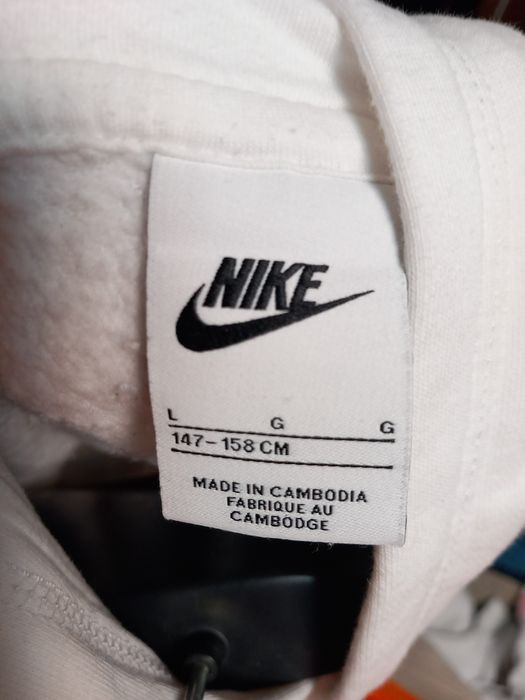 NIKE
L G G
147-158 CM
MADE IN CAMBODIA
FABRIQUE AU
CAMBODGE